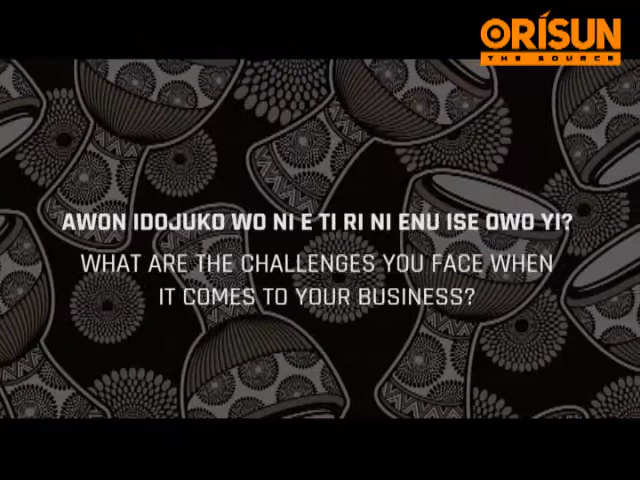 ORÍSUN
THE SOURCE
AWON IDOJUKO WO NI E TI RI NI ENU ISE OWO YI?
WHAT ARE THE CHALLENGES YOU FACE WHEN
IT COMES TO YOUR BUSINESS?